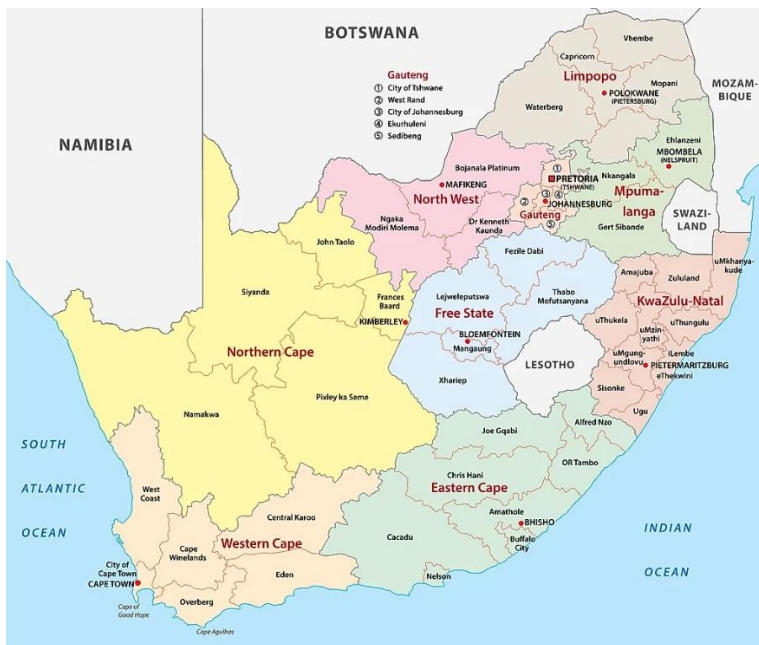 BOTSWANA
NAMIBIA
MOZAM-
BIQUE
SWAZI-
LAND
LESOTHO
Gauteng
① City of Tshwane
② West Rand
③ City of Johannesburg
④ Ekurhuleni
⑤ Sedibeng
Limpopo
Vhembe
Capricorn
Mopani
POLOKWANE
(PIETERSBURG)
Waterberg
Ehlanzeni
MBOMBELA
(NELSPRUIT)
Nkangala
Mpuma-
langa
Gert Sibande
Bojanala Platinum
MAFIKENG
North West
Ngaka
Modiri Molema
Dr Kenneth
Kaunda
①
PRETORIA
(TSHWANE)
② ③ ④
JOHANNESBURG
Gauteng
⑤
John Taolo
Siyanda
Frances
Baard
KIMBERLEY
Northern Cape
Pixley ka Seme
Namakwa
Fezile Dabi
Lejweleputswa
Thabo
Mofutsanyana
Free State
BLOEMFONTEIN
Mangaung
Xhariep
uMkhanya-
kude
Amajuba
Zululand
KwaZulu-Natal
uThukela
uMzin-
yathi
uThungulu
uMgung-
undlovu
iLembe
PIETERMARITZBURG
eThekwini
Sisonke
Ugu
Joe Gqabi
Alfred Nzo
Chris Hani
OR Tambo
Eastern Cape
Amathole
BHISHO
Buffalo
City
Cacadu
Nelson
West
Coast
Central Karoo
Western Cape
Cape
Winelands
City of
Cape Town
CAPE TOWN
Eden
Overberg
Cape of
Good Hope
Cape Agulhas
SOUTH
ATLANTIC
OCEAN
INDIAN
OCEAN